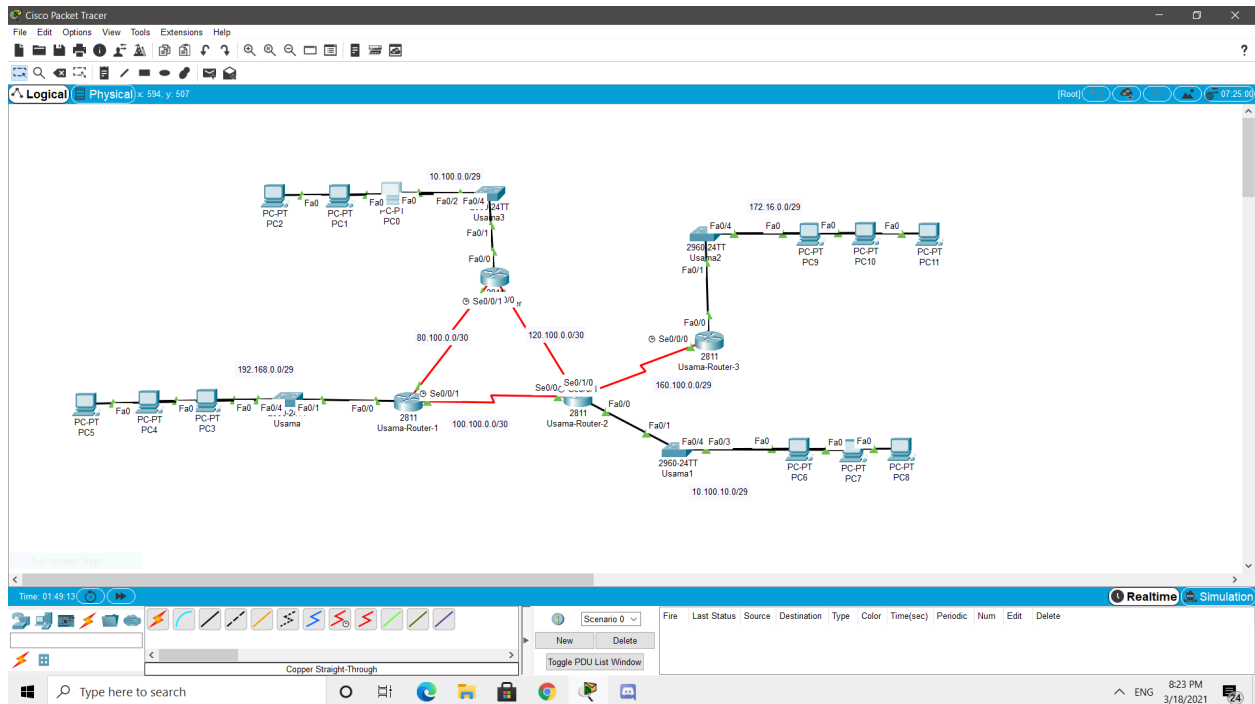 Cisco Packet Tracer
File Edit Options View Tools Extensions Help
?
Logical Physical x: 594, y: 507 [Root] 07:25:00
10.100.0.0/29
Fa0 Fa0 Fa0 Fa0/2 Fa0/4
PC-PT PC-PT PC-PT 24TT
PC2 PC1 PC0 Usama3
Fa0/1
Fa0/0
Se0/0/1
80.100.0.0/30 120.100.0.0/30
172.16.0.0/29
Fa0/4 Fa0 Fa0 Fa0
2960-24TT PC-PT PC-PT PC-PT
Usama2 PC9 PC10 PC11
Fa0/1
Fa0/0
Se0/0/0
2811
Usama-Router-3
160.100.0.0/29
192.168.0.0/29
Fa0 Fa0 Fa0 Fa0/4 Fa0/1 Fa0/0 Se0/0/1
PC-PT PC-PT PC-PT
PC5 PC4 PC3 Usama
2811
Usama-Router-1
100.100.0.0/30
Se0/1/0
Fa0/0
2811
Usama-Router-2
Fa0/1
Fa0/4 Fa0/3 Fa0 Fa0 Fa0
2960-24TT PC-PT PC-PT PC-PT
Usama1 PC6 PC7 PC8
10.100.10.0/29
Full-screen Snip
Time: 01:49:13 Realtime Simulation
Scenario 0
New Delete
Toggle PDU List Window
Fire Last Status Source Destination Type Color Time(sec) Periodic Num Edit Delete
Copper Straight-Through
Type here to search
ENG 8:23 PM
3/18/2021
24